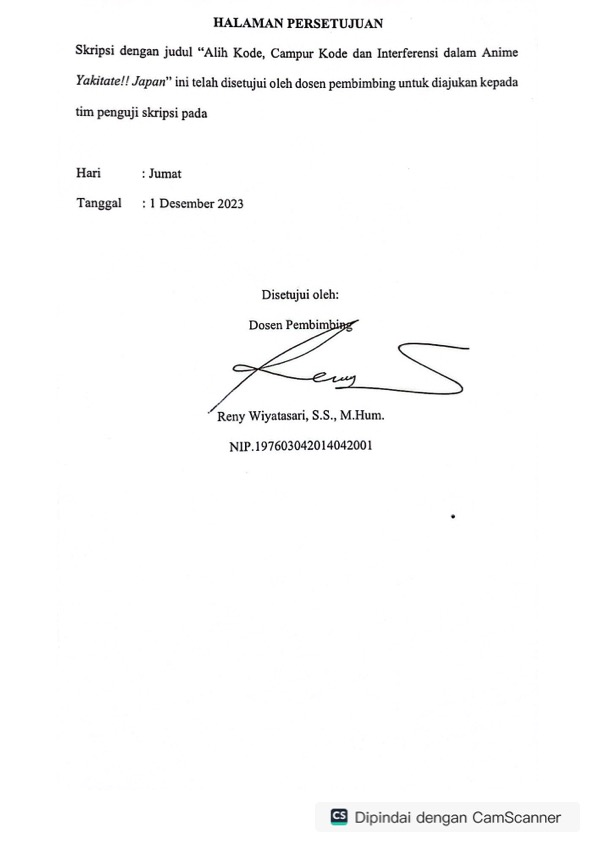 HALAMAN PERSETUJUAN
Skripsi dengan judul “Alih Kode, Campur Kode dan Interferensi dalam Anime
Yakitate!! Japan” ini telah disetujui oleh dosen pembimbing untuk diajukan kepada
tim penguji skripsi pada
Hari : Jumat
Tanggal : 1 Desember 2023
Disetujui oleh:
Dosen Pembimbing
Reny
Reny Wiyatasari, S.S., M.Hum.
NIP.197603042014042001
CS Dipindai dengan CamScanner